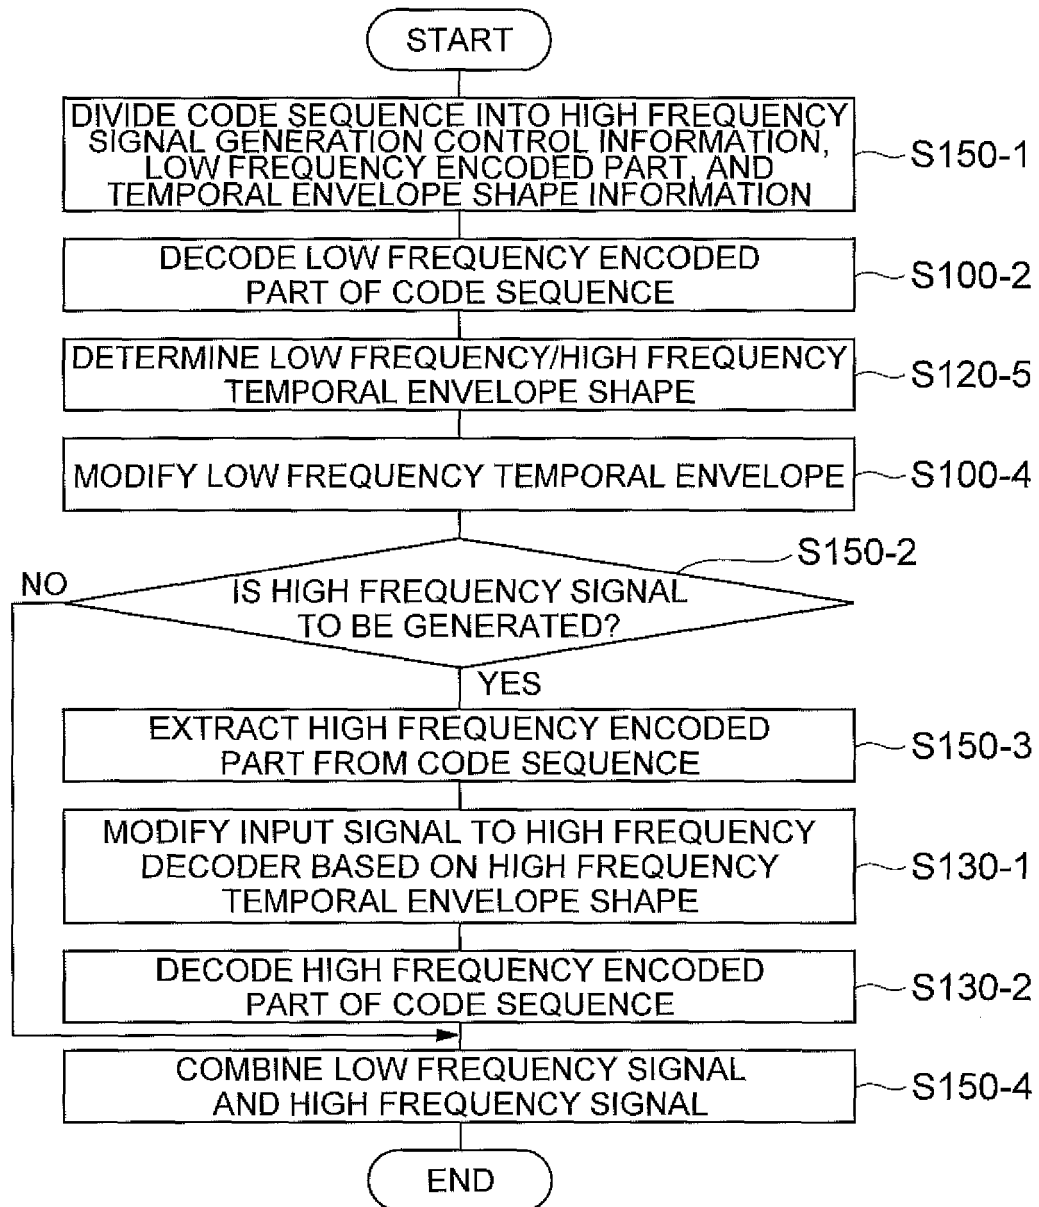 START
DIVIDE CODE SEQUENCE INTO HIGH FREQUENCY
SIGNAL GENERATION CONTROL INFORMATION,
LOW FREQUENCY ENCODED PART, AND
TEMPORAL ENVELOPE SHAPE INFORMATION
S150-1
DECODE LOW FREQUENCY ENCODED
PART OF CODE SEQUENCE
S100-2
DETERMINE LOW FREQUENCY/HIGH FREQUENCY
TEMPORAL ENVELOPE SHAPE
S120-5
MODIFY LOW FREQUENCY TEMPORAL ENVELOPE
S100-4
S150-2
NO
IS HIGH FREQUENCY SIGNAL
TO BE GENERATED?
YES
EXTRACT HIGH FREQUENCY ENCODED
PART FROM CODE SEQUENCE
S150-3
MODIFY INPUT SIGNAL TO HIGH FREQUENCY
DECODER BASED ON HIGH FREQUENCY
TEMPORAL ENVELOPE SHAPE
S130-1
DECODE HIGH FREQUENCY ENCODED
PART OF CODE SEQUENCE
S130-2
COMBINE LOW FREQUENCY SIGNAL
AND HIGH FREQUENCY SIGNAL
S150-4
END